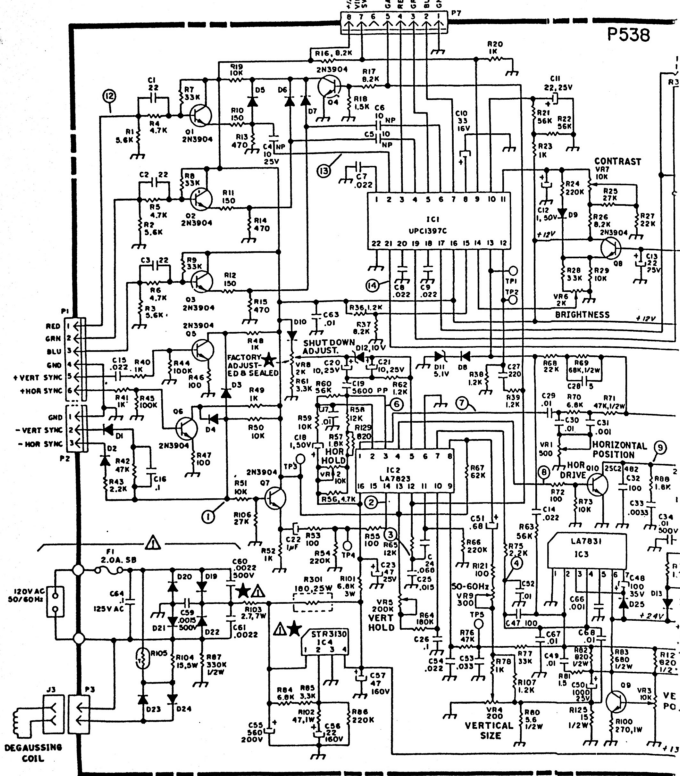 P7
P538
8 7 6 5 4 3 2 1
R16, 8.2K
2N3904
Q4
R17
8.2K
R18
1.5K
R20
1K
R19
10K
D5
D6
D7
C6
10
NP
C5
10
NP
C10
33
16V
C11
22, 25V
R21
56K
R22
56K
R23
1K
12
C1
22
R7
33K
R1
5.6K
R4
4.7K
Q1
2N3904
R10
150
R13
470
C4
10
25V
13
C7
.022
CONTRAST
VR7
10K
R24
220K
R25
27K
C12
1, 50V
D9
R26
8.2K
R27
22K
2N3904
Q8
C13
22
25V
+12V
C2
22
R8
33K
R5
4.7K
R2
5.6K
Q2
2N3904
R11
150
R14
470
1 2 3 4 5 6 7 8 9 10 11
IC1
UPC1397C
22 21 20 19 18 17 16 15 14 13 12
14
C8
.022
C9
.022
TP1
TP2
R28
33K
R29
10K
VR6
2K
BRIGHTNESS
+12V
C3
22
R9
33K
R6
4.7K
R3
5.6K
Q3
2N3904
R12
150
R15
470
R36, 1.2K
R37
8.2K
C63
.01
D10
P1
RED 1
GRN 2
BLU 3
GND 4
+VERT SYNC 5
+HOR SYNC 6
GND 1
-VERT SYNC 2
-HOR SYNC 3
P2
2N3904
Q5
C15
.022
R40
1K
R44
100K
R46
100
R48
1K
FACTORY ★
ADJUST-
ED & SEALED
SHUT DOWN
ADJUST.
VR8
2K
R61
3.3K
D12, 10V
C20
10, 25V
C21
10, 25V
C19
5600 PP
R62
1.2K
D11
5.1V
D8
R38
1.2K
C27
220
R39
1.2K
R68
22K
R69
68K, 1/2W
C28
5
R41
1K
R45
100K
Q6
D3
D4
R49
1K
R50
10K
R47
100
D1
D2
R42
47K
R43
2.2K
C16
.1
R60
56K
R59
10K
C18
1, 50V
R58
12K
R57
1.8K
R129
820
HOR
HOLD
VR2
10K
R56, 4.7K
6
7
C29
.01
R70
6.8K
R71
47K, 1/2W
C30
.01
C31
.001
VR1
500
HORIZONTAL
POSITION
9
1 2 3 4 5 6 7 8
IC2
LA7823
16 15 14 13 12 11 10 9
R67
62K
HOR
DRIVE
Q10
2SC2482
8
R72
100
R73
10K
C32
100
C33
.0033
R88
1.8K
C34
.01
500V
2N3904
Q7
TP3
1
R51
10K
R106
27K
R52
1K
C22
1µF
R53
100
R54
220K
TP4
R55
100
2
3
R65
12K
C24
.068
C25
.015
R66
220K
C51
.68
R75
2.2K
4
R63
56K
C14
.022
LA7831
IC3
1 2 3 4 5 6 7
F1
2.0A. SB
120VAC
50/60Hz
C64
.1
125VAC
D20
D19
D21
D22
C59
.0015
500V
C60
.0022
500V
C61
.0022
R103
2.7, 7W
R301
180, 25W
R101
6.8K
3W
C23
47
25V
VR5
200K
VERT
HOLD
R64
180K
C26
.1
R121
100
50-60Hz
VR9
300
TP5
C52
.01
C47 100
C66
.001
C48
100
35V
D25
+24V
D13
R105
R104
15, 5W
R87
330K
1/2W
D23
D24
J3
P3
DEGAUSSING
COIL
★ STR3130
IC4
1 2 3 4
R84
6.8K
R85
3.3K
R102
47, 1W
R86
220K
C55
560
200V
C56
22
160V
C57
47
160V
C54
.022
C53
.033
R76
47K
R78
1K
R77
33K
VR4
200
VERTICAL
SIZE
R107
1.2K
R80
5.6
1/2W
C67
.01
C49
.01
C68
.01
R82
820
1/2W
R81
1.5
C50
1000
25V
R125
15
1/2W
R83
680
1/2W
Q9
R100
270, 1W
VR3
10K
R12
820
1/2